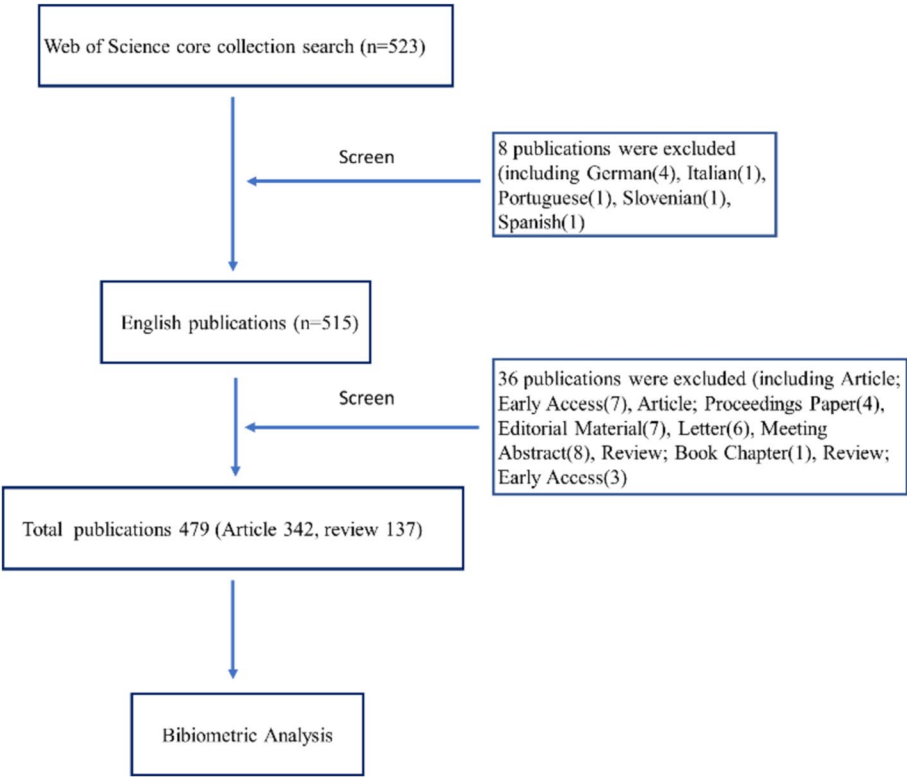 Web of Science core collection search (n=523)
Screen
8 publications were excluded
(including German(4), Italian(1),
Portuguese(1), Slovenian(1),
Spanish(1)
English publications (n=515)
Screen
36 publications were excluded (including Article;
Early Access(7), Article; Proceedings Paper(4),
Editorial Material(7), Letter(6), Meeting
Abstract(8), Review; Book Chapter(1), Review;
Early Access(3)
Total publications 479 (Article 342, review 137)
Bibiometric Analysis